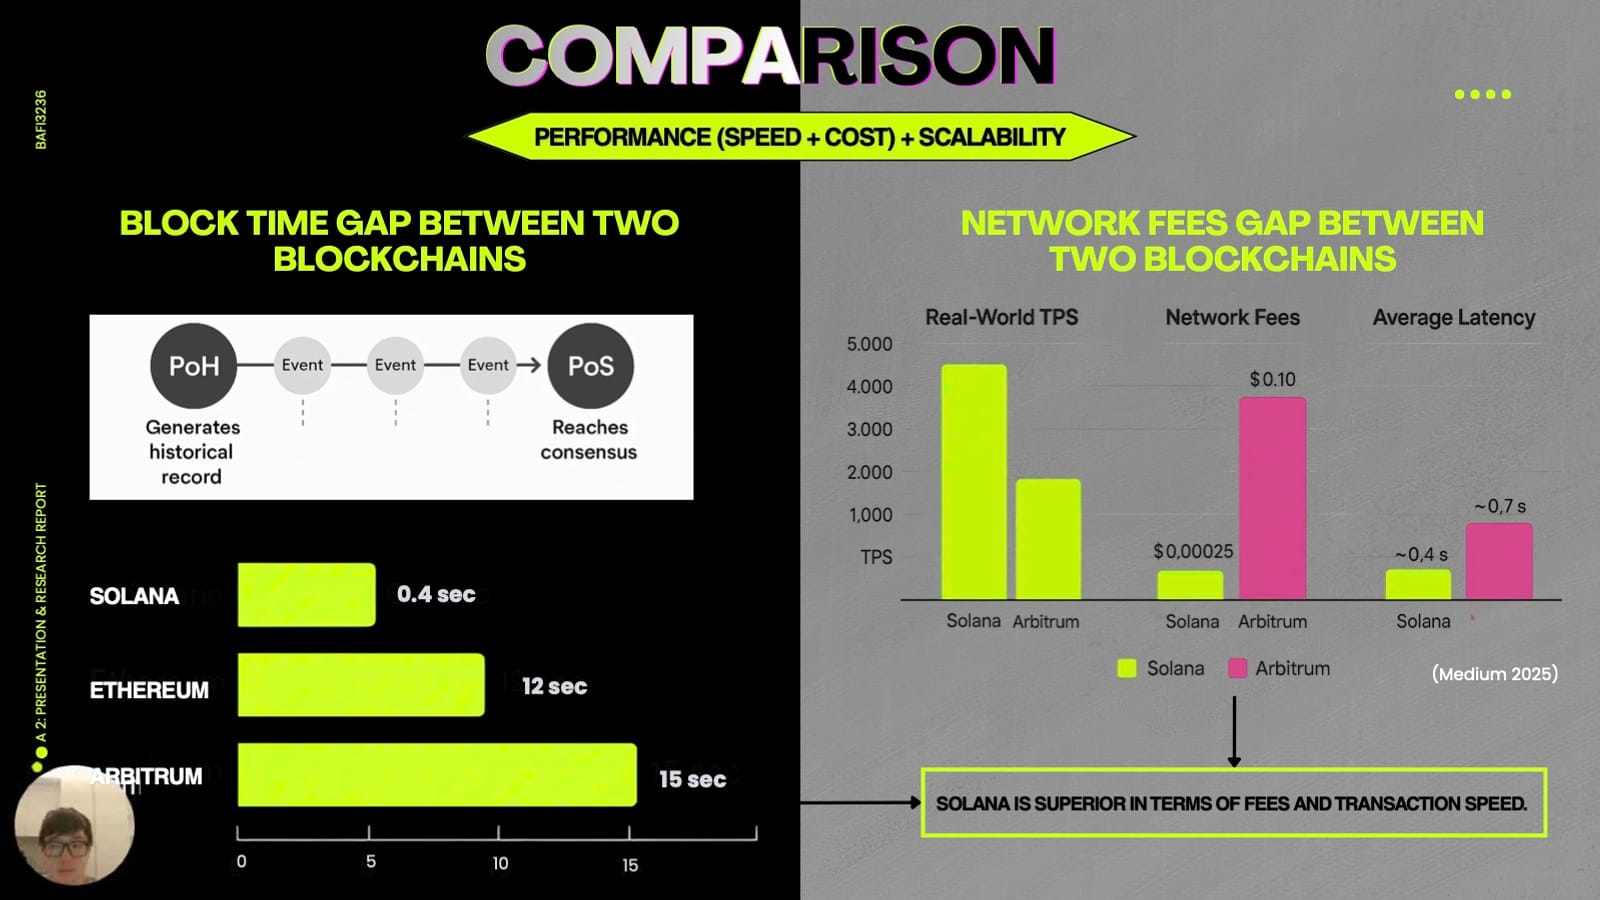 COMPARISON
PERFORMANCE (SPEED + COST) + SCALABILITY
BAFI3236
A 2: PRESENTATION & RESEARCH REPORT
BLOCK TIME GAP BETWEEN TWO
BLOCKCHAINS
PoH
Event
Event
Event
PoS
Generates
historical
record
Reaches
consensus
SOLANA
0.4 sec
ETHEREUM
12 sec
ARBITRUM
15 sec
0
5
10
15
NETWORK FEES GAP BETWEEN
TWO BLOCKCHAINS
Real-World TPS
Network Fees
Average Latency
5.000
4.000
3.000
2.000
1,000
TPS
$0.10
$0,00025
~0,4 s
~0,7 s
Solana
Arbitrum
Solana
Arbitrum
Solana
Solana
Arbitrum
(Medium 2025)
SOLANA IS SUPERIOR IN TERMS OF FEES AND TRANSACTION SPEED.